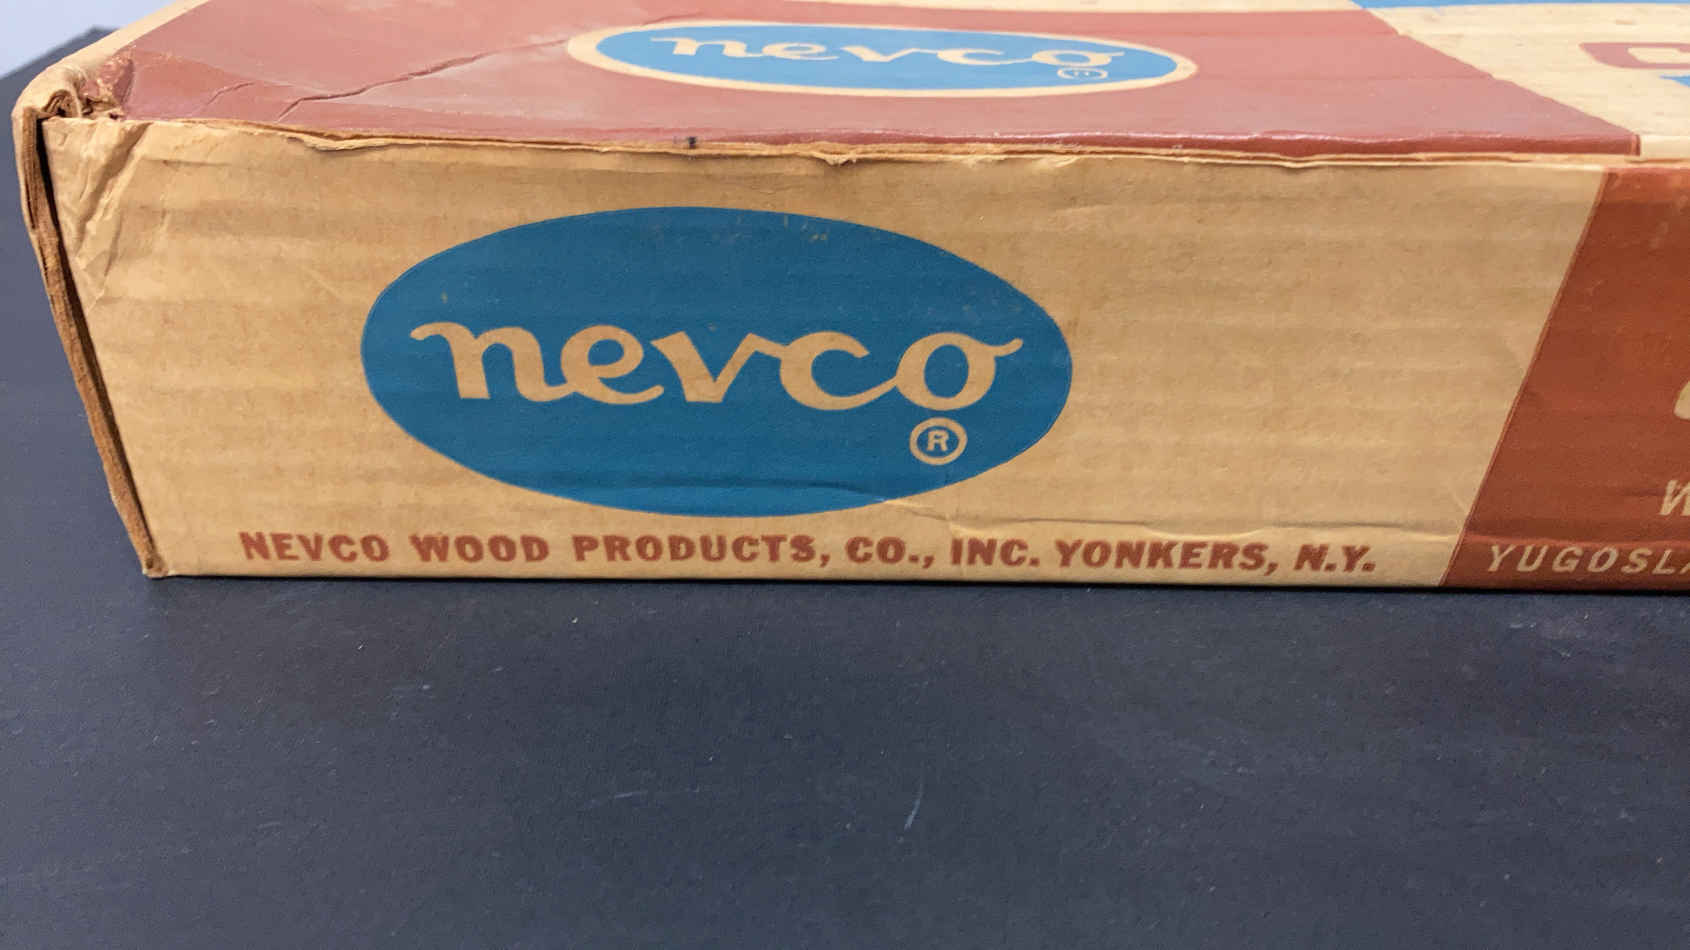 nevco
nevco
®
NEVCO WOOD PRODUCTS, CO., INC. YONKERS, N.Y.